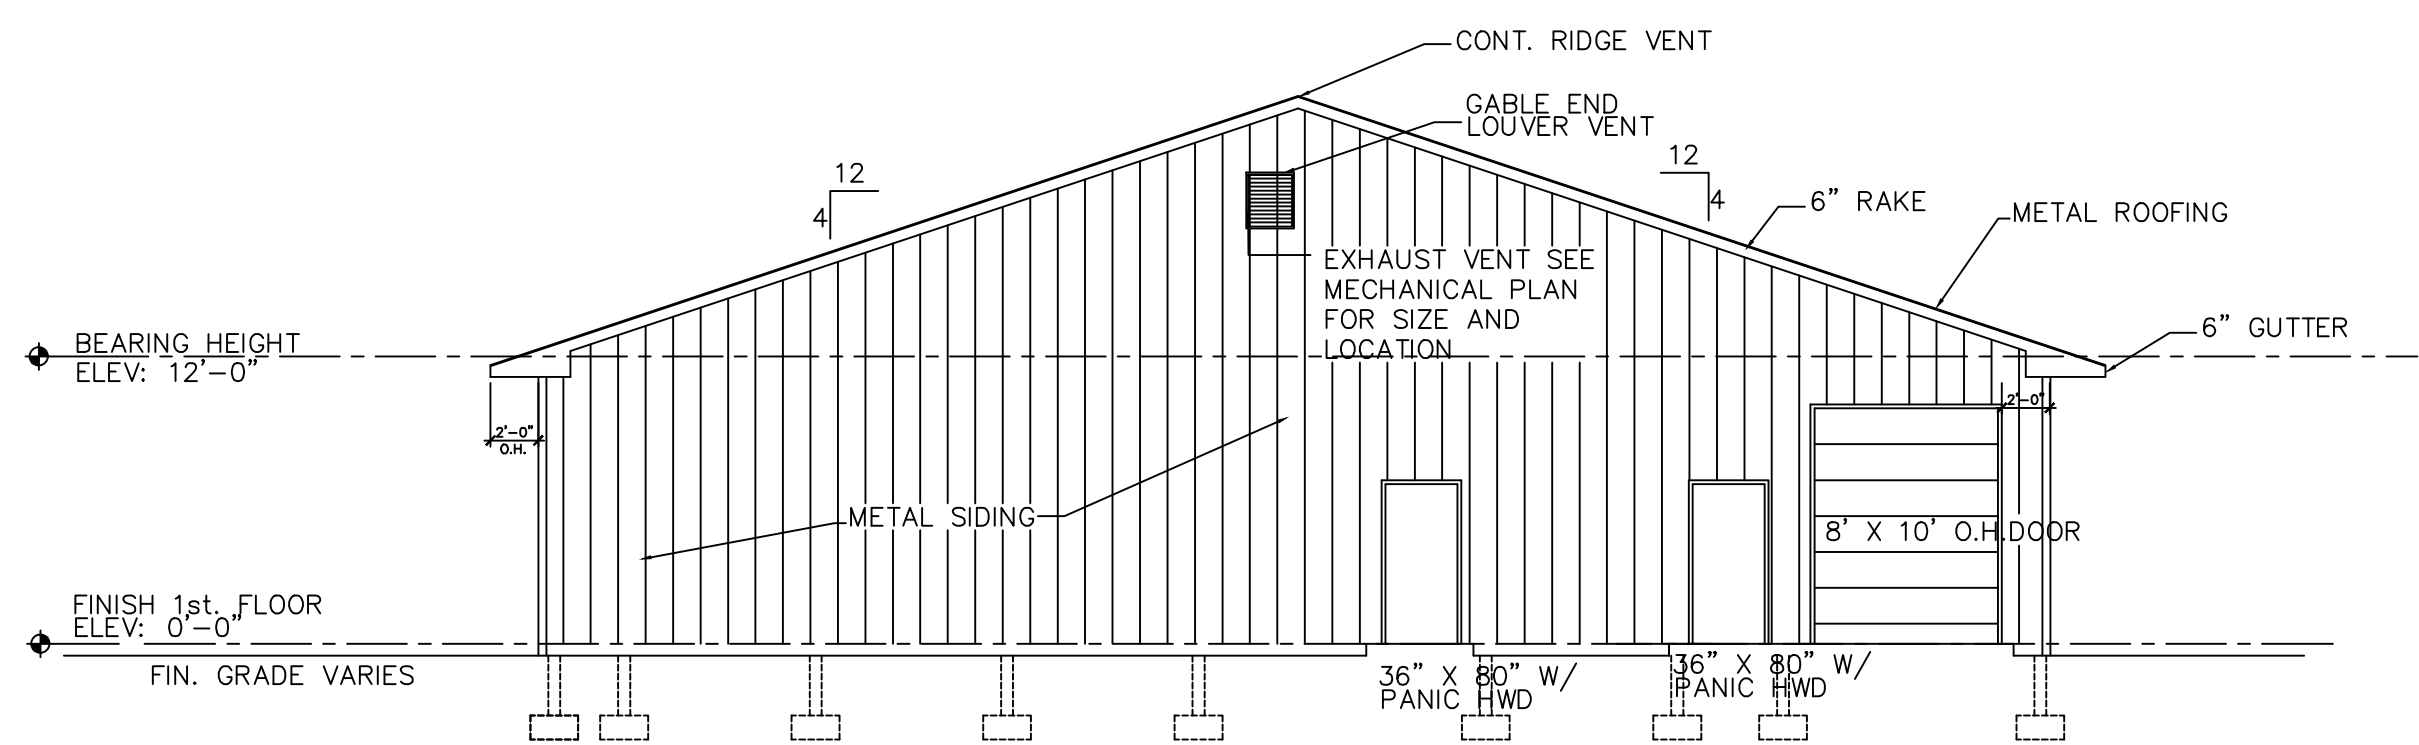 CONT. RIDGE VENT
GABLE END
LOUVER VENT
12
4
12
4
6” RAKE
METAL ROOFING
EXHAUST VENT SEE
MECHANICAL PLAN
FOR SIZE AND
LOCATION
6” GUTTER
BEARING HEIGHT
ELEV: 12’-0”
2’-0”
O.H.
2’-0”
METAL SIDING
8’ X 10’ O.H.DOOR
FINISH 1st. FLOOR
ELEV: 0’-0”
FIN. GRADE VARIES
36” X 80” W/
PANIC HWD
36” X 80” W/
PANIC HWD